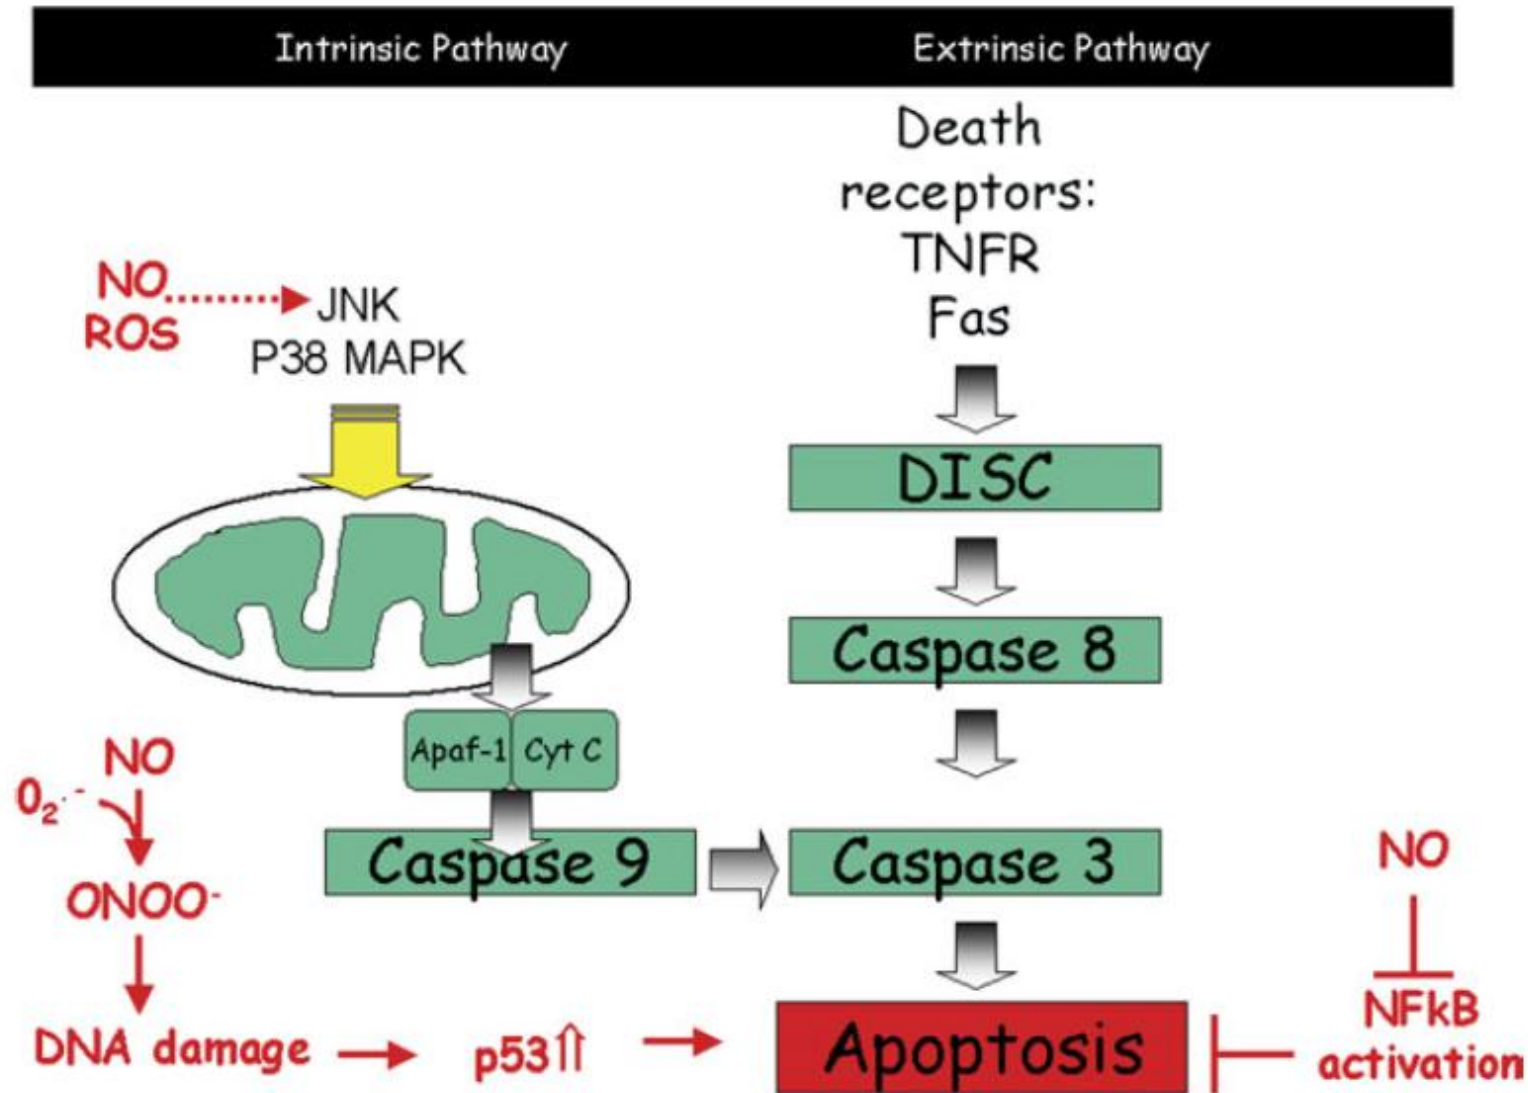 Intrinsic Pathway
Extrinsic Pathway
Death
receptors:
TNFR
Fas
NO
ROS
JNK
P38 MAPK
DISC
Caspase 8
Apaf-1
Cyt C
NO
O₂·⁻
ONOO⁻
Caspase 9
Caspase 3
NO
DNA damage
p53⇑
Apoptosis
NFkB
activation